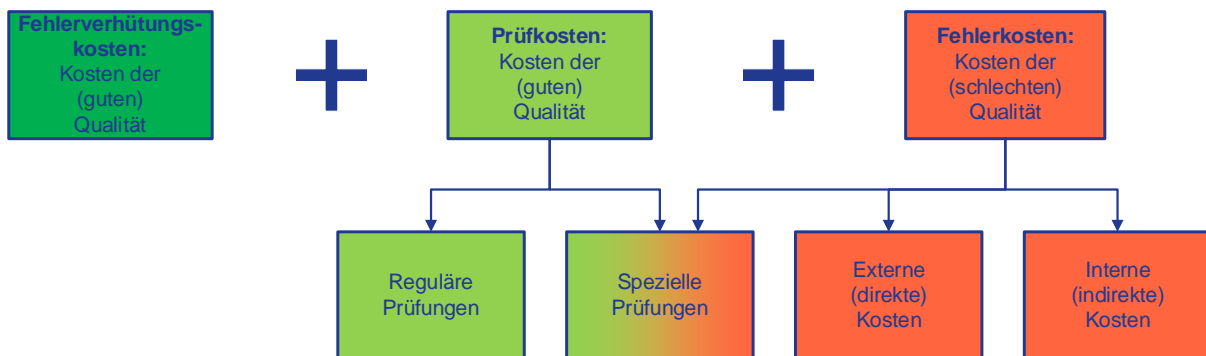 Fehlerverhütungs-
kosten:
Kosten der
(guten)
Qualität
Prüfkosten:
Kosten der
(guten)
Qualität
Fehlerkosten:
Kosten der
(schlechten)
Qualität
Reguläre
Prüfungen
Spezielle
Prüfungen
Externe
(direkte)
Kosten
Interne
(indirekte)
Kosten